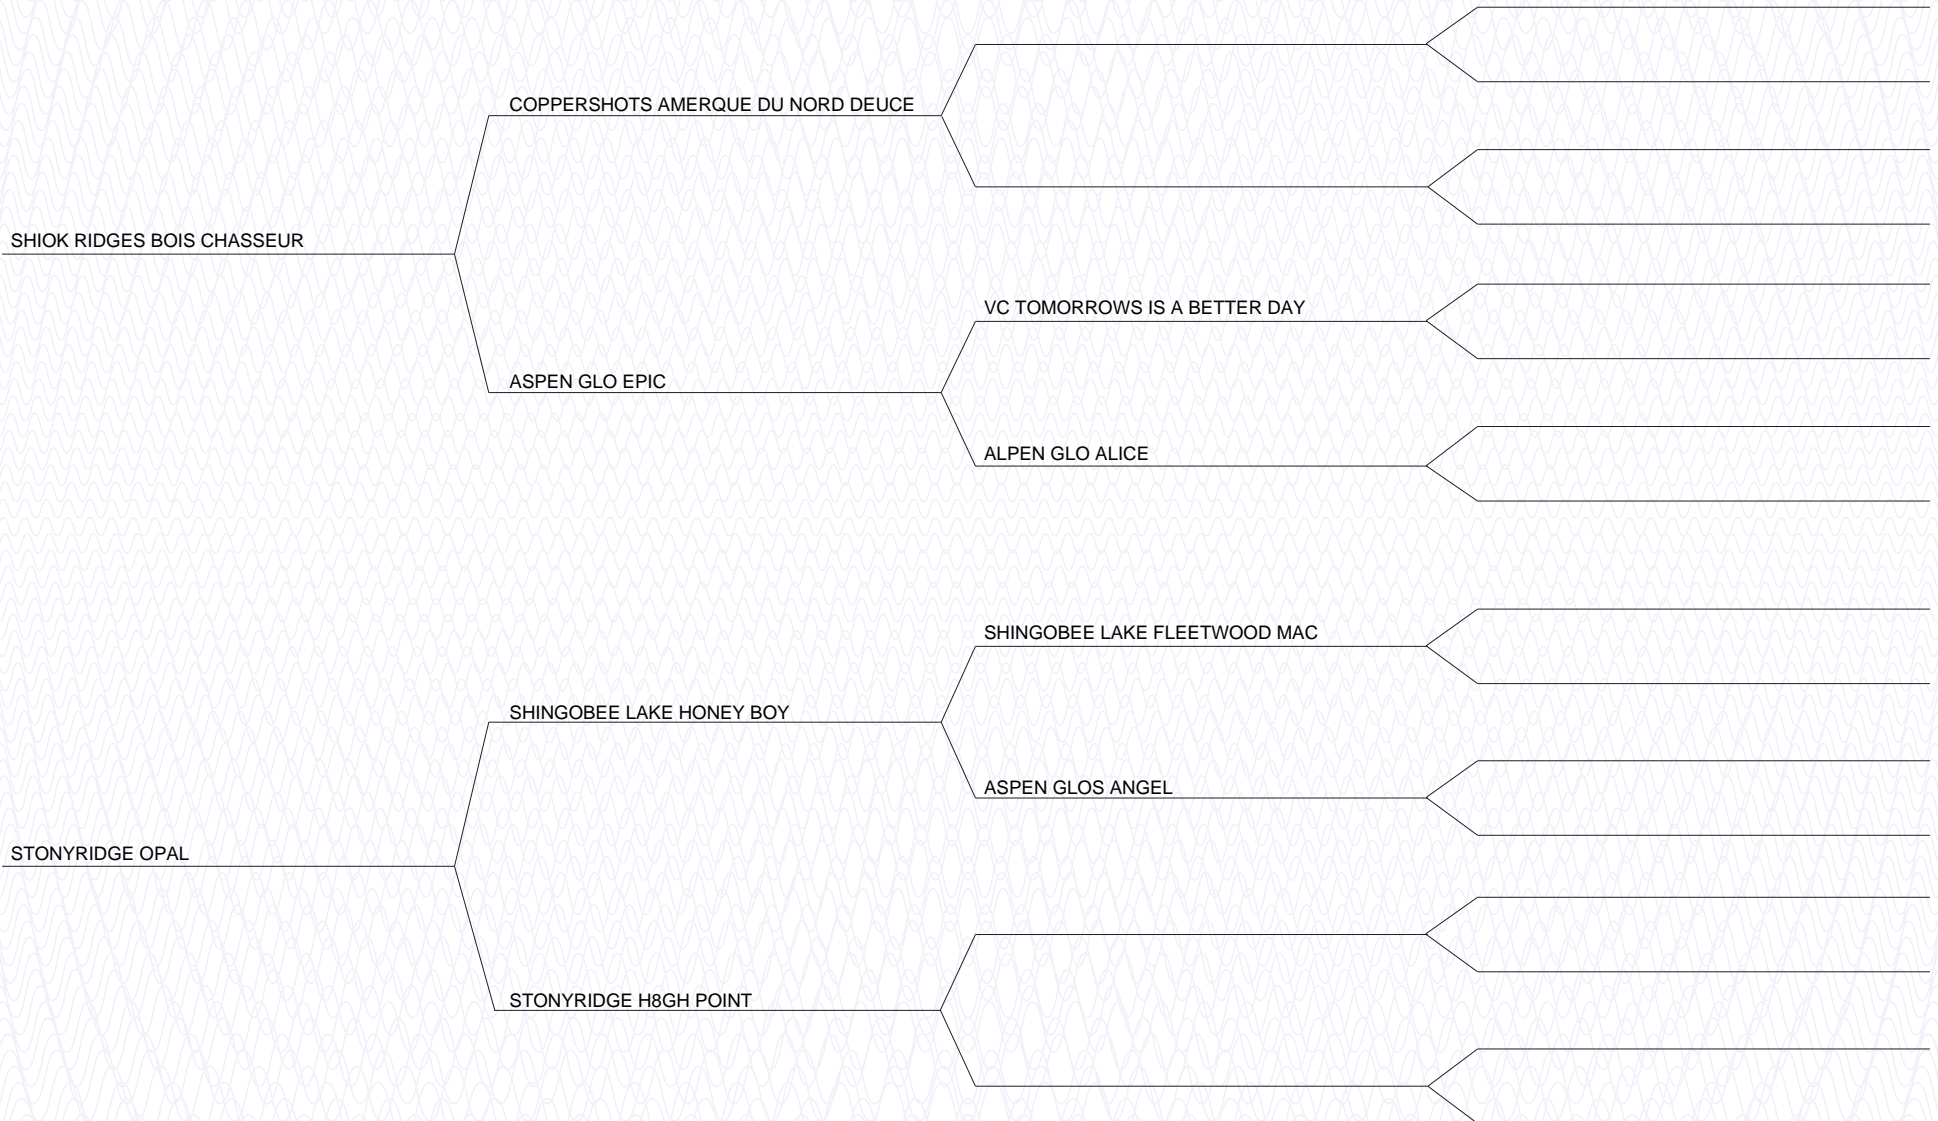 COPPERSHOTS AMERQUE DU NORD DEUCE
SHIOK RIDGES BOIS CHASSEUR
VC TOMORROWS IS A BETTER DAY
ASPEN GLO EPIC
ALPEN GLO ALICE
SHINGOBEE LAKE FLEETWOOD MAC
SHINGOBEE LAKE HONEY BOY
ASPEN GLOS ANGEL
STONYRIDGE OPAL
STONYRIDGE H8GH POINT